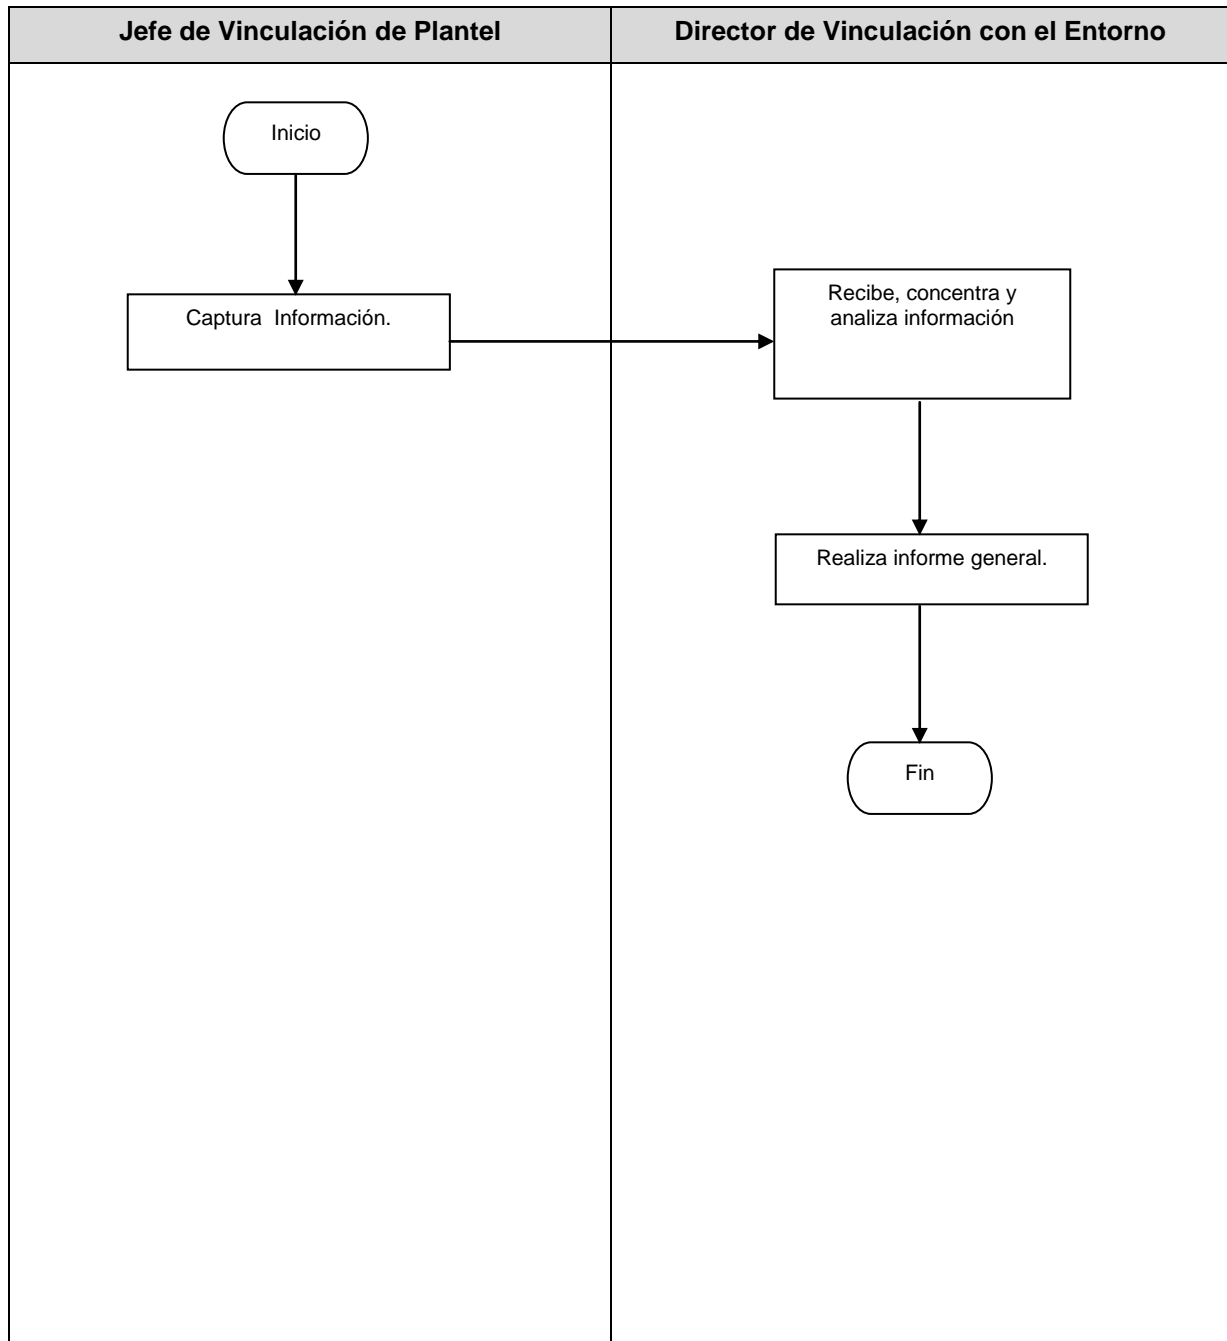 Jefe de Vinculación de Plantel
Director de Vinculación con el Entorno
Inicio
Captura  Información.
Recibe, concentra y
analiza información
Realiza informe general.
Fin